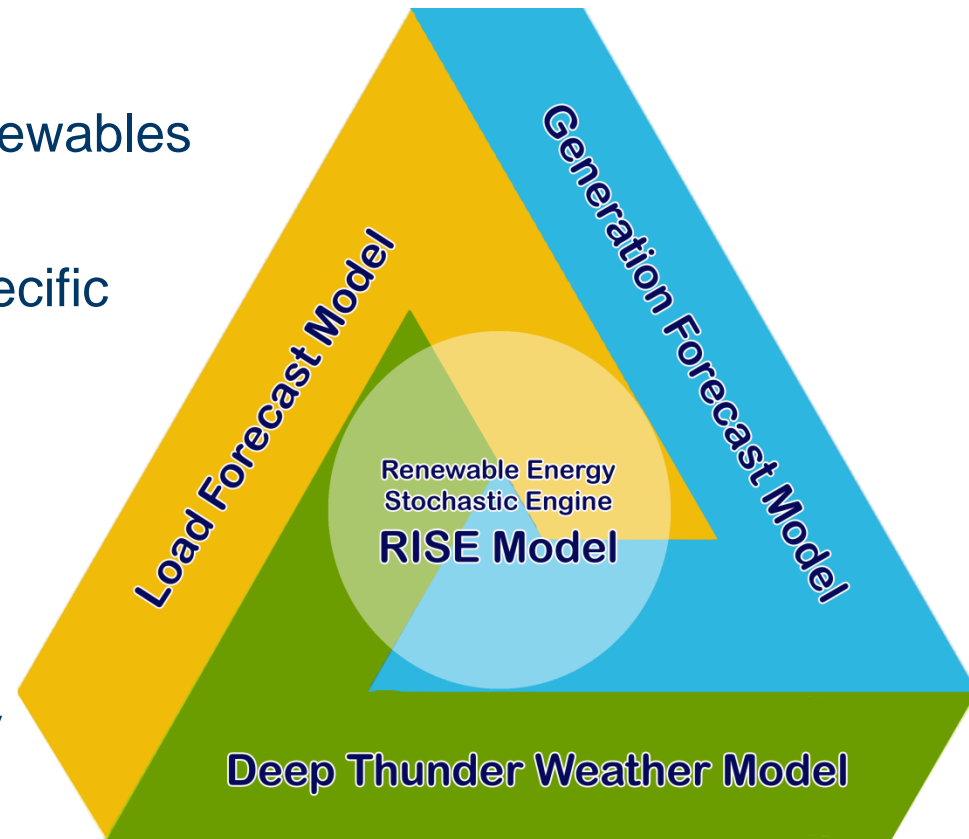 ewables
ecific
Load Forecast Model
Generation Forecast Model
Renewable Energy
Stochastic Engine
RISE Model
Deep Thunder Weather Model